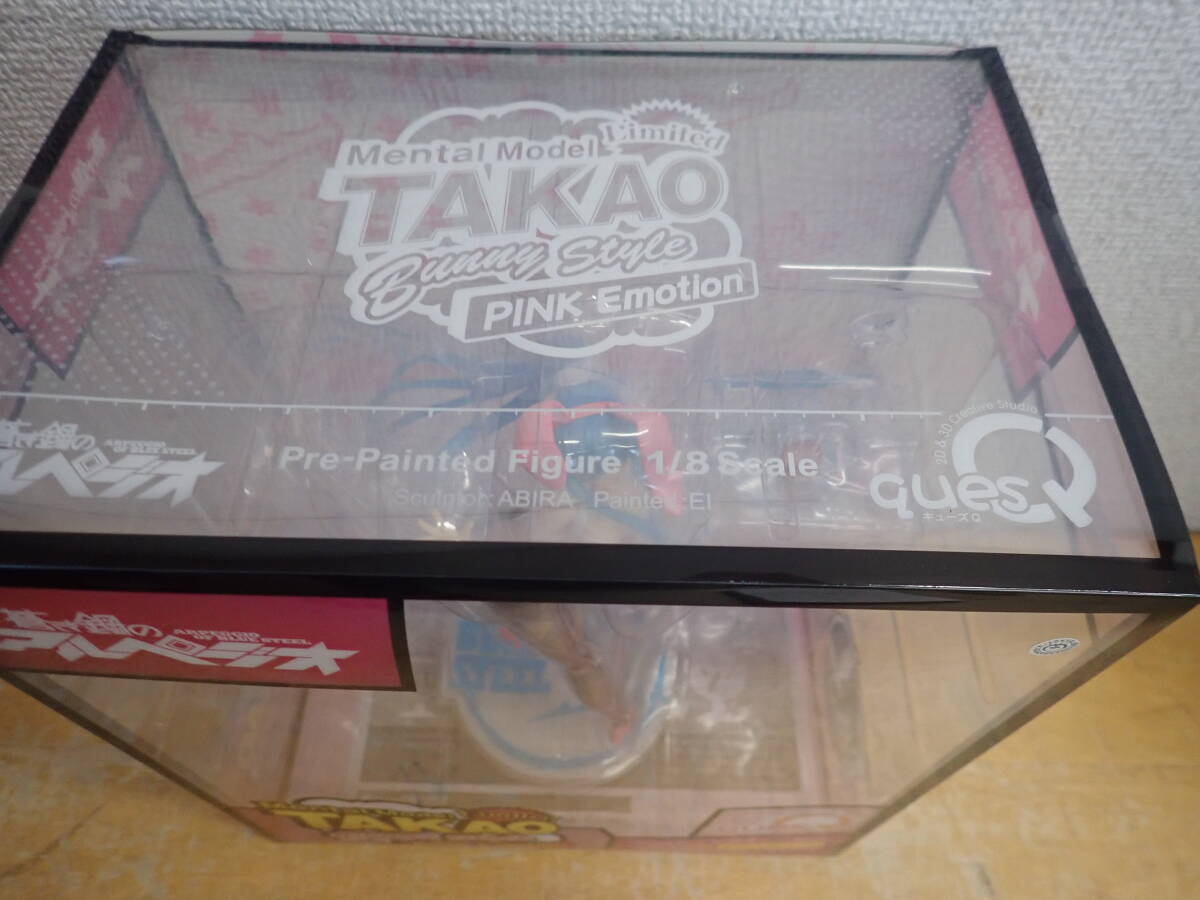 Mental Model
Limited
TAKAO
Bunny Style
PINK Emotion
蒼き鋼の
ARPEGGIO
OF BLUE STEEL
アルペジオ
Pre-Painted Figure 1/8 Scale
Sculptor: ABIRA Painted: EI
2D & 3D Creative Studio
quesQ
キューズQ
蒼き鋼の
ARPEGGIO
OF BLUE STEEL
アルペジオ
TAKAO